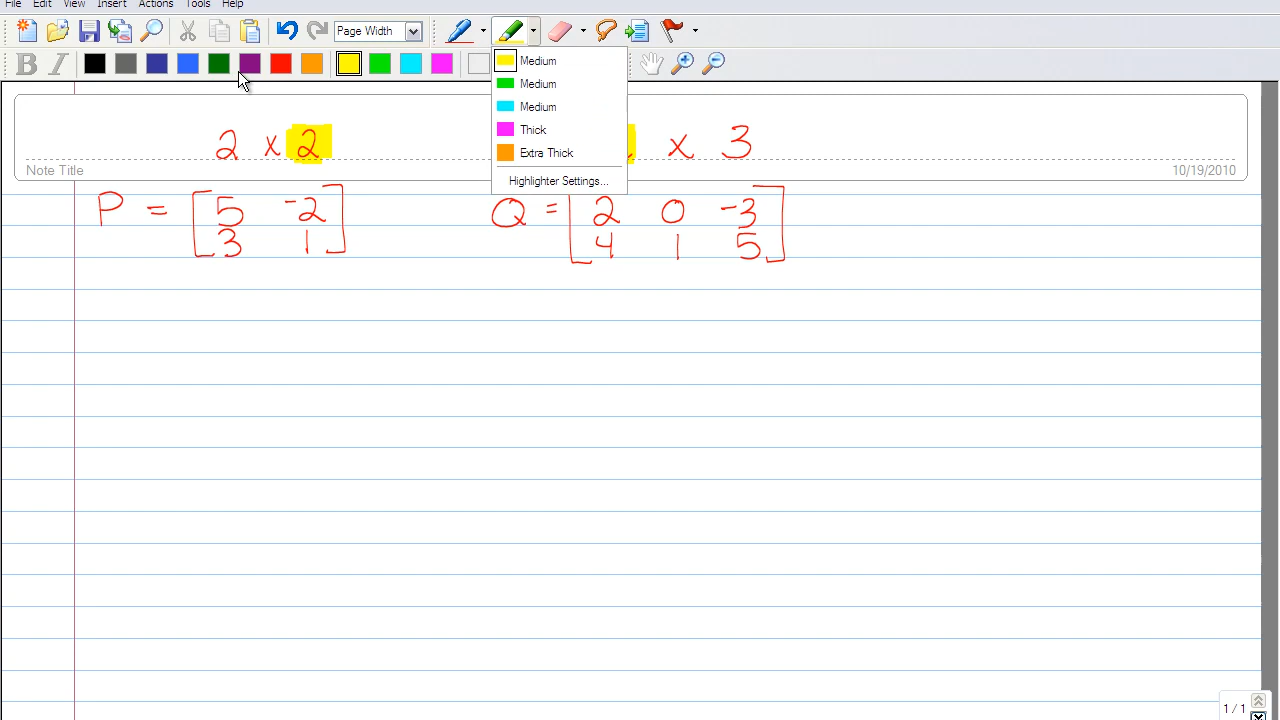 File Edit View Insert Actions Tools Help
Page Width
B I
Medium
Medium
Medium
Thick
Extra Thick
Highlighter Settings...
2 x 2 x 3
Note Title 10/19/2010
P = [ 5 -2 ] Q = [ 2 0 -3 ]
[ 3 1 ] [ 4 1 5 ]
1 / 1